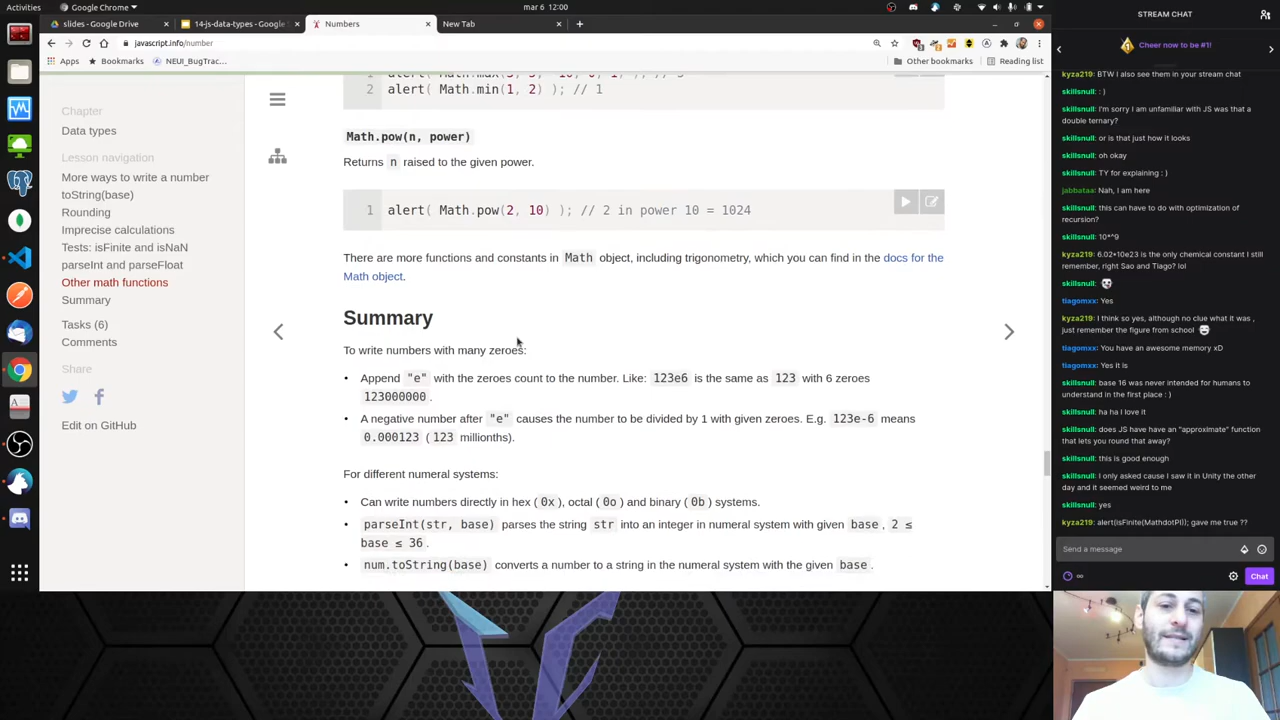 Activities
Google Chrome
mar 6 12:00
slides - Google Drive
14-js-data-types - Google S
Numbers
New Tab
javascript.info/number
Apps
Bookmarks
NEUI_BugTrac...
Other bookmarks
Reading list
Chapter
Data types
Lesson navigation
More ways to write a number
toString(base)
Rounding
Imprecise calculations
Tests: isFinite and isNaN
parseInt and parseFloat
Other math functions
Summary
Tasks (6)
Comments
Share
Edit on GitHub
2 alert( Math.min(1, 2) ); // 1
Math.pow(n, power)
Returns n raised to the given power.
1 alert( Math.pow(2, 10) ); // 2 in power 10 = 1024
There are more functions and constants in Math object, including trigonometry, which you can find in the docs for the
Math object.
Summary
To write numbers with many zeroes:
• Append "e" with the zeroes count to the number. Like: 123e6 is the same as 123 with 6 zeroes
123000000 .
• A negative number after "e" causes the number to be divided by 1 with given zeroes. E.g. 123e-6 means
0.000123 ( 123 millionths).
For different numeral systems:
• Can write numbers directly in hex ( 0x ), octal ( 0o ) and binary ( 0b ) systems.
• parseInt(str, base) parses the string str into an integer in numeral system with given base , 2 ≤
base ≤ 36 .
• num.toString(base) converts a number to a string in the numeral system with the given base .
STREAM CHAT
Cheer now to be #1!
kyza219: BTW I also see them in your stream chat
skillsnull: : )
skillsnull: I'm sorry I am unfamiliar with JS was that a
double ternary?
skillsnull: or is that just how it looks
skillsnull: oh okay
skillsnull: TY for explaining : )
jabbataa: Nah, I am here
skillsnull: this can have to do with optimization of
recursion?
skillsnull: 10*^9
kyza219: 6.02*10e23 is the only chemical constant I still
remember, right Sao and Tiago? lol
skillsnull:
tiagomxx: Yes
kyza219: I think so yes, although no clue what it was ,
just remember the figure from school
tiagomxx: You have an awesome memory xD
tiagomxx: Yes it is
skillsnull: base 16 was never intended for humans to
understand in the first place : )
skillsnull: ha ha I love it
skillsnull: does JS have have an "approximate" function
that lets you round that away?
skillsnull: this is good enough
skillsnull: I only asked cause I saw it in Unity the other
day and it seemed weird to me
skillsnull: yes
kyza219: alert(isFinite(MathdotPI)); gave me true ??
Send a message
∞
Chat